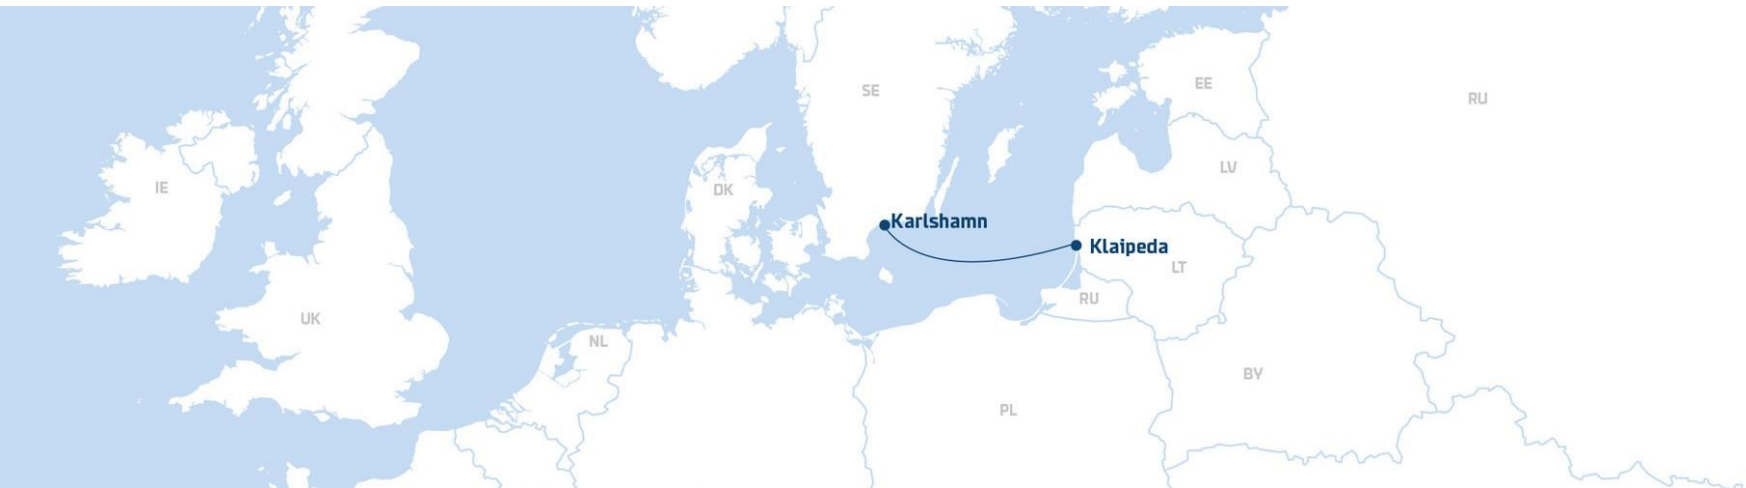 SE
EE
RU
LV
IE
DK
Karlshamn
Klaipeda
LT
RU
UK
NL
BY
PL